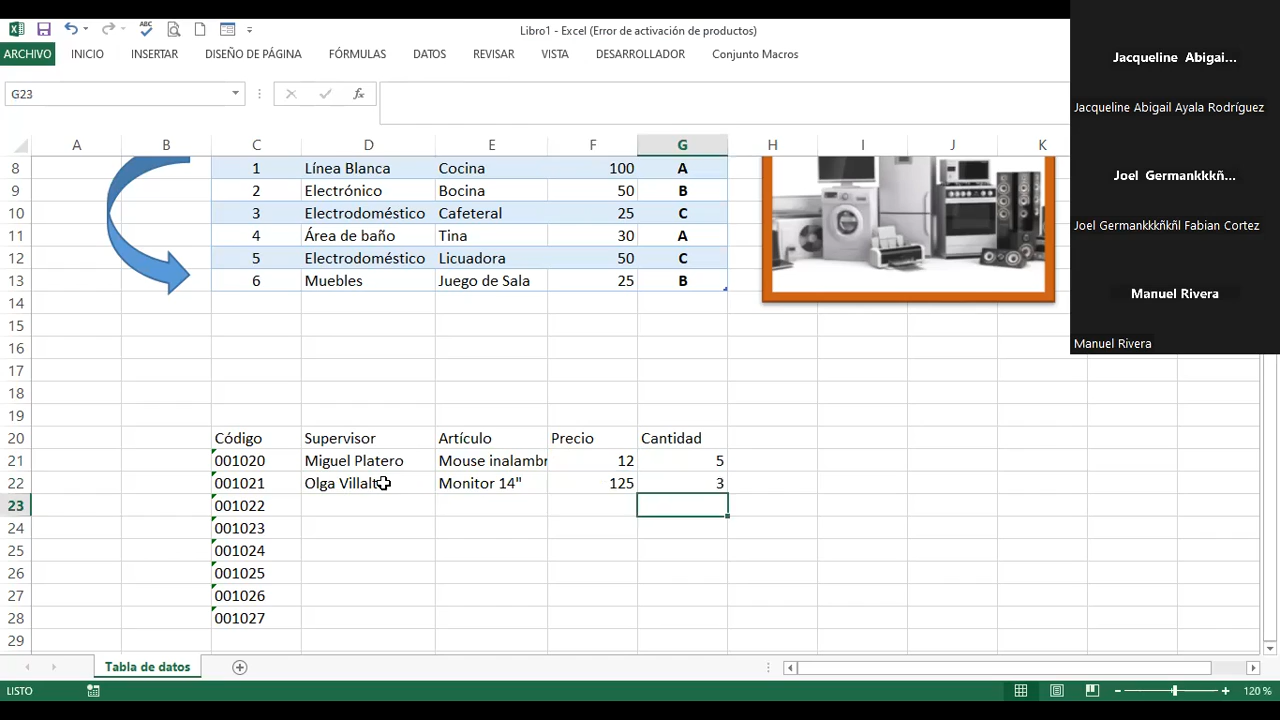 Libro1 - Excel (Error de activación de productos)
ARCHIVO INICIO INSERTAR DISEÑO DE PÁGINA FÓRMULAS DATOS REVISAR VISTA DESARROLLADOR Conjunto Macros
G23 fx
A B C D E F G H I J K
8 1 Línea Blanca Cocina 100 A
9 2 Electrónico Bocina 50 B
10 3 Electrodoméstico Cafeteral 25 C
11 4 Área de baño Tina 30 A
12 5 Electrodoméstico Licuadora 50 C
13 6 Muebles Juego de Sala 25 B
14
15
16
17
18
19
20 Código Supervisor Artículo Precio Cantidad
21 001020 Miguel Platero Mouse inalambr 12 5
22 001021 Olga Villalt Monitor 14" 125 3
23 001022
24 001023
25 001024
26 001025
27 001026
28 001027
29
Tabla de datos
LISTO 120 %
Jacqueline Abigai...
Jacqueline Abigail Ayala Rodríguez
Joel Germankkkñ...
Joel Germankkkñkñl Fabian Cortez
Manuel Rivera
Manuel Rivera